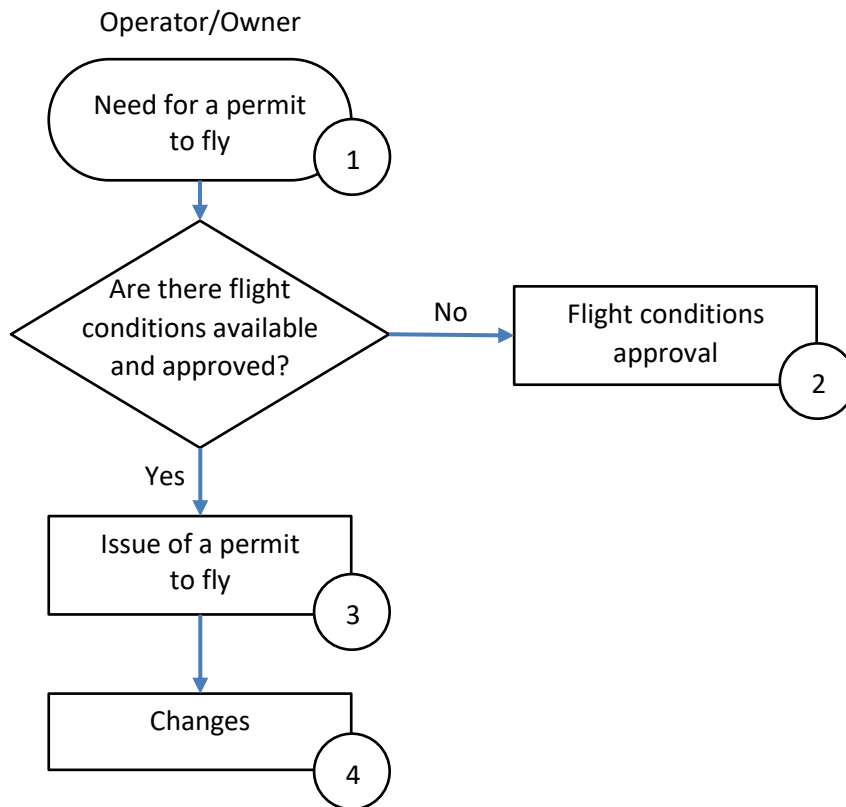 Operator/Owner
Need for a permit
to fly
1
Are there flight
conditions available
and approved?
No
Flight conditions
approval
2
Yes
Issue of a permit
to fly
3
Changes
4